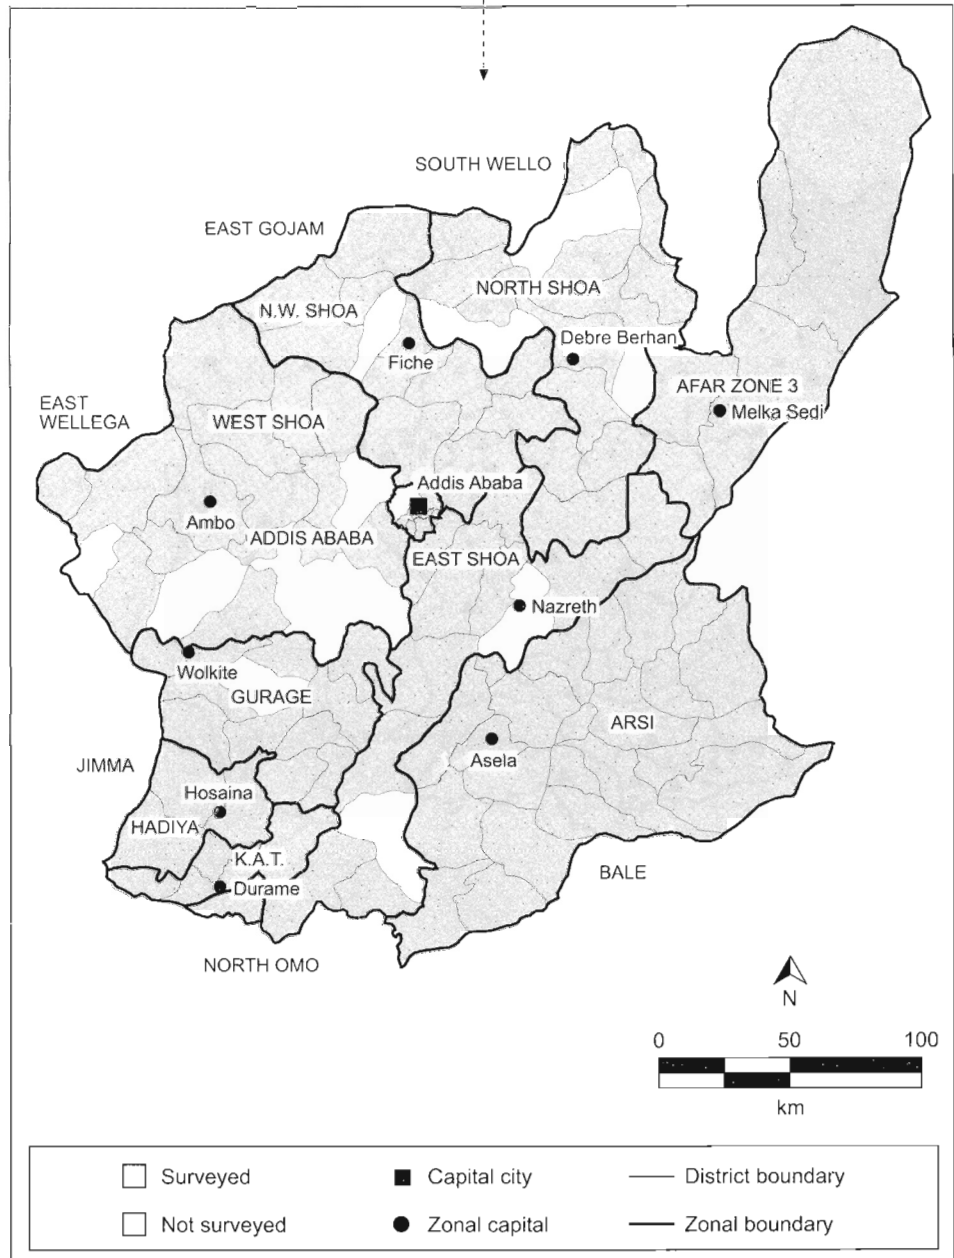 SOUTH WELLO
EAST GOJAM
NORTH SHOA
N.W. SHOA
Debre Berhan
Fiche
AFAR ZONE 3
Melka Sedi
EAST
WELLEGA
WEST SHOA
Addis Ababa
Ambo
ADDIS ABABA
EAST SHOA
Nazreth
Wolkite
GURAGE
ARSI
Asela
JIMMA
Hosaina
HADIYA
K.A.T.
Durame
BALE
NORTH OMO
N
0 50 100
km
Surveyed
Capital city
District boundary
Not surveyed
Zonal capital
Zonal boundary